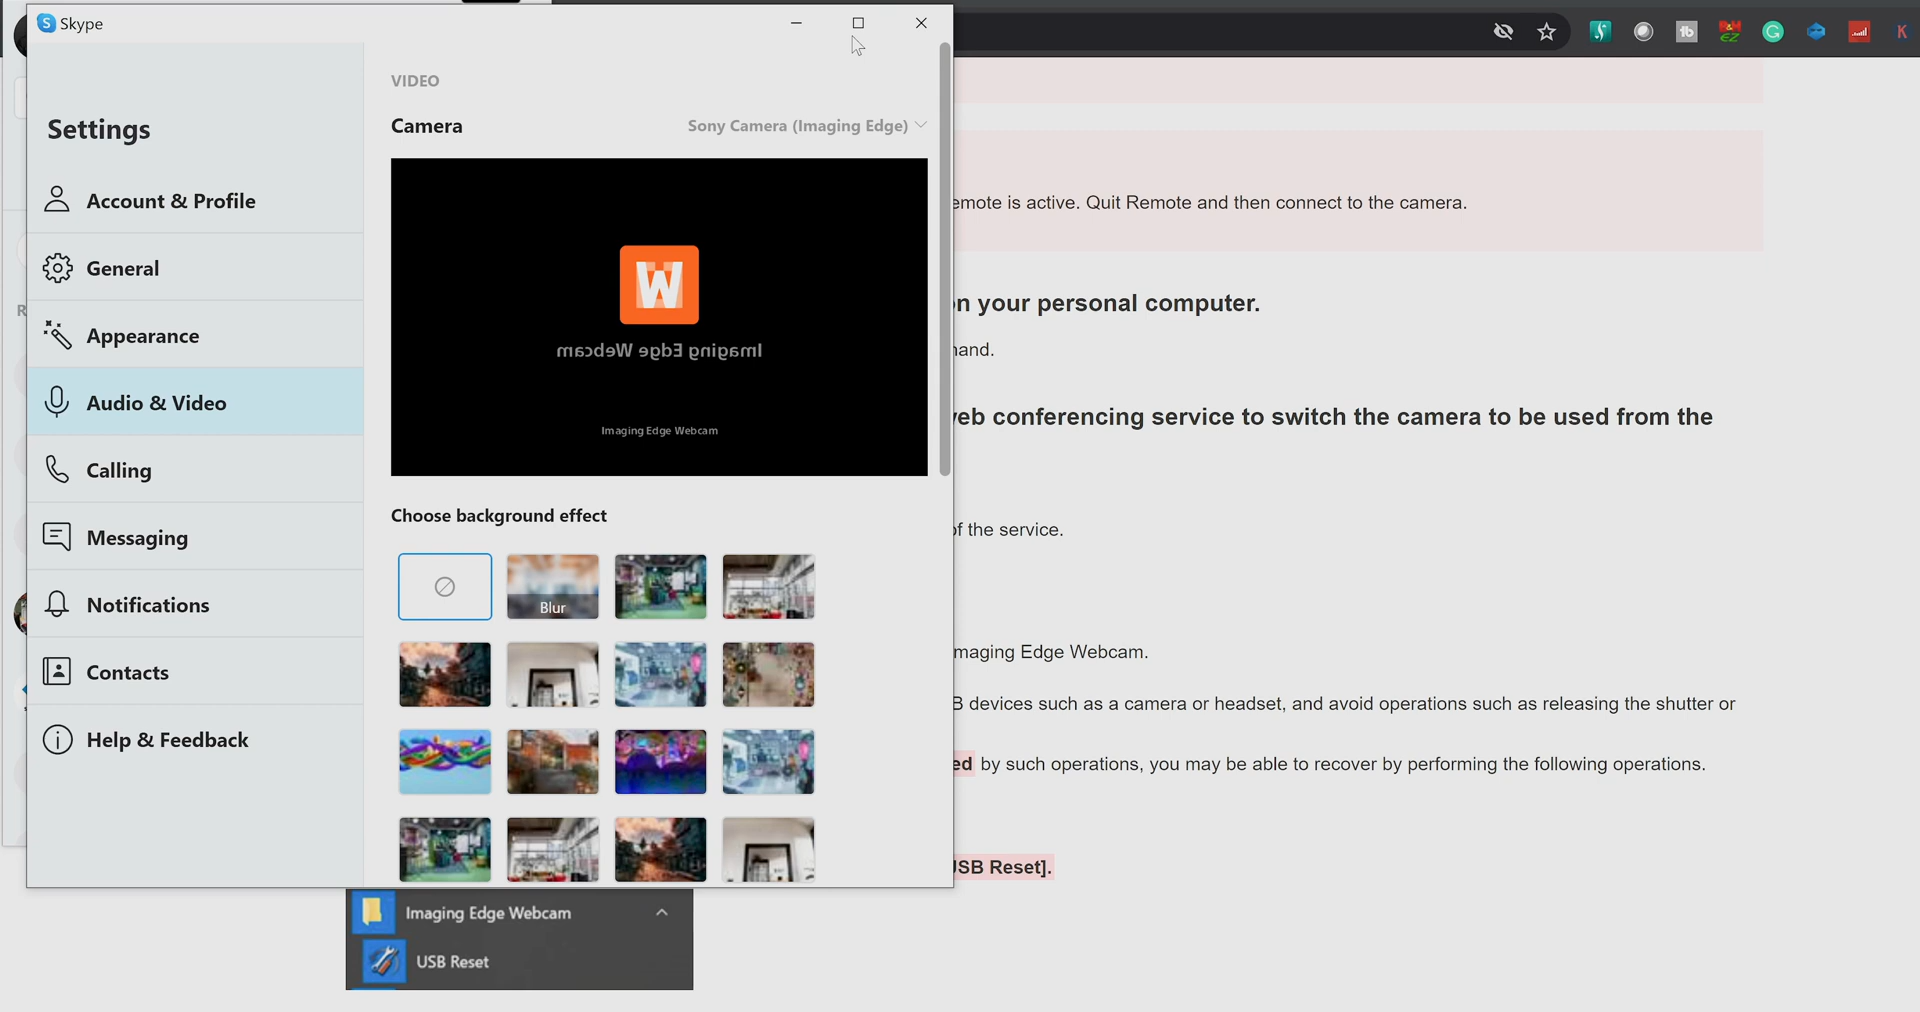 Skype
Settings
Account & Profile
General
Appearance
Audio & Video
Calling
Messaging
Notifications
Contacts
Help & Feedback
VIDEO
Camera
Sony Camera (Imaging Edge)
W
Imaging Edge Webcam
Imaging Edge Webcam
Choose background effect
Blur
emote is active. Quit Remote and then connect to the camera.
n your personal computer.
hand.
veb conferencing service to switch the camera to be used from the
of the service.
maging Edge Webcam.
B devices such as a camera or headset, and avoid operations such as releasing the shutter or
ed by such operations, you may be able to recover by performing the following operations.
USB Reset].
Imaging Edge Webcam
USB Reset